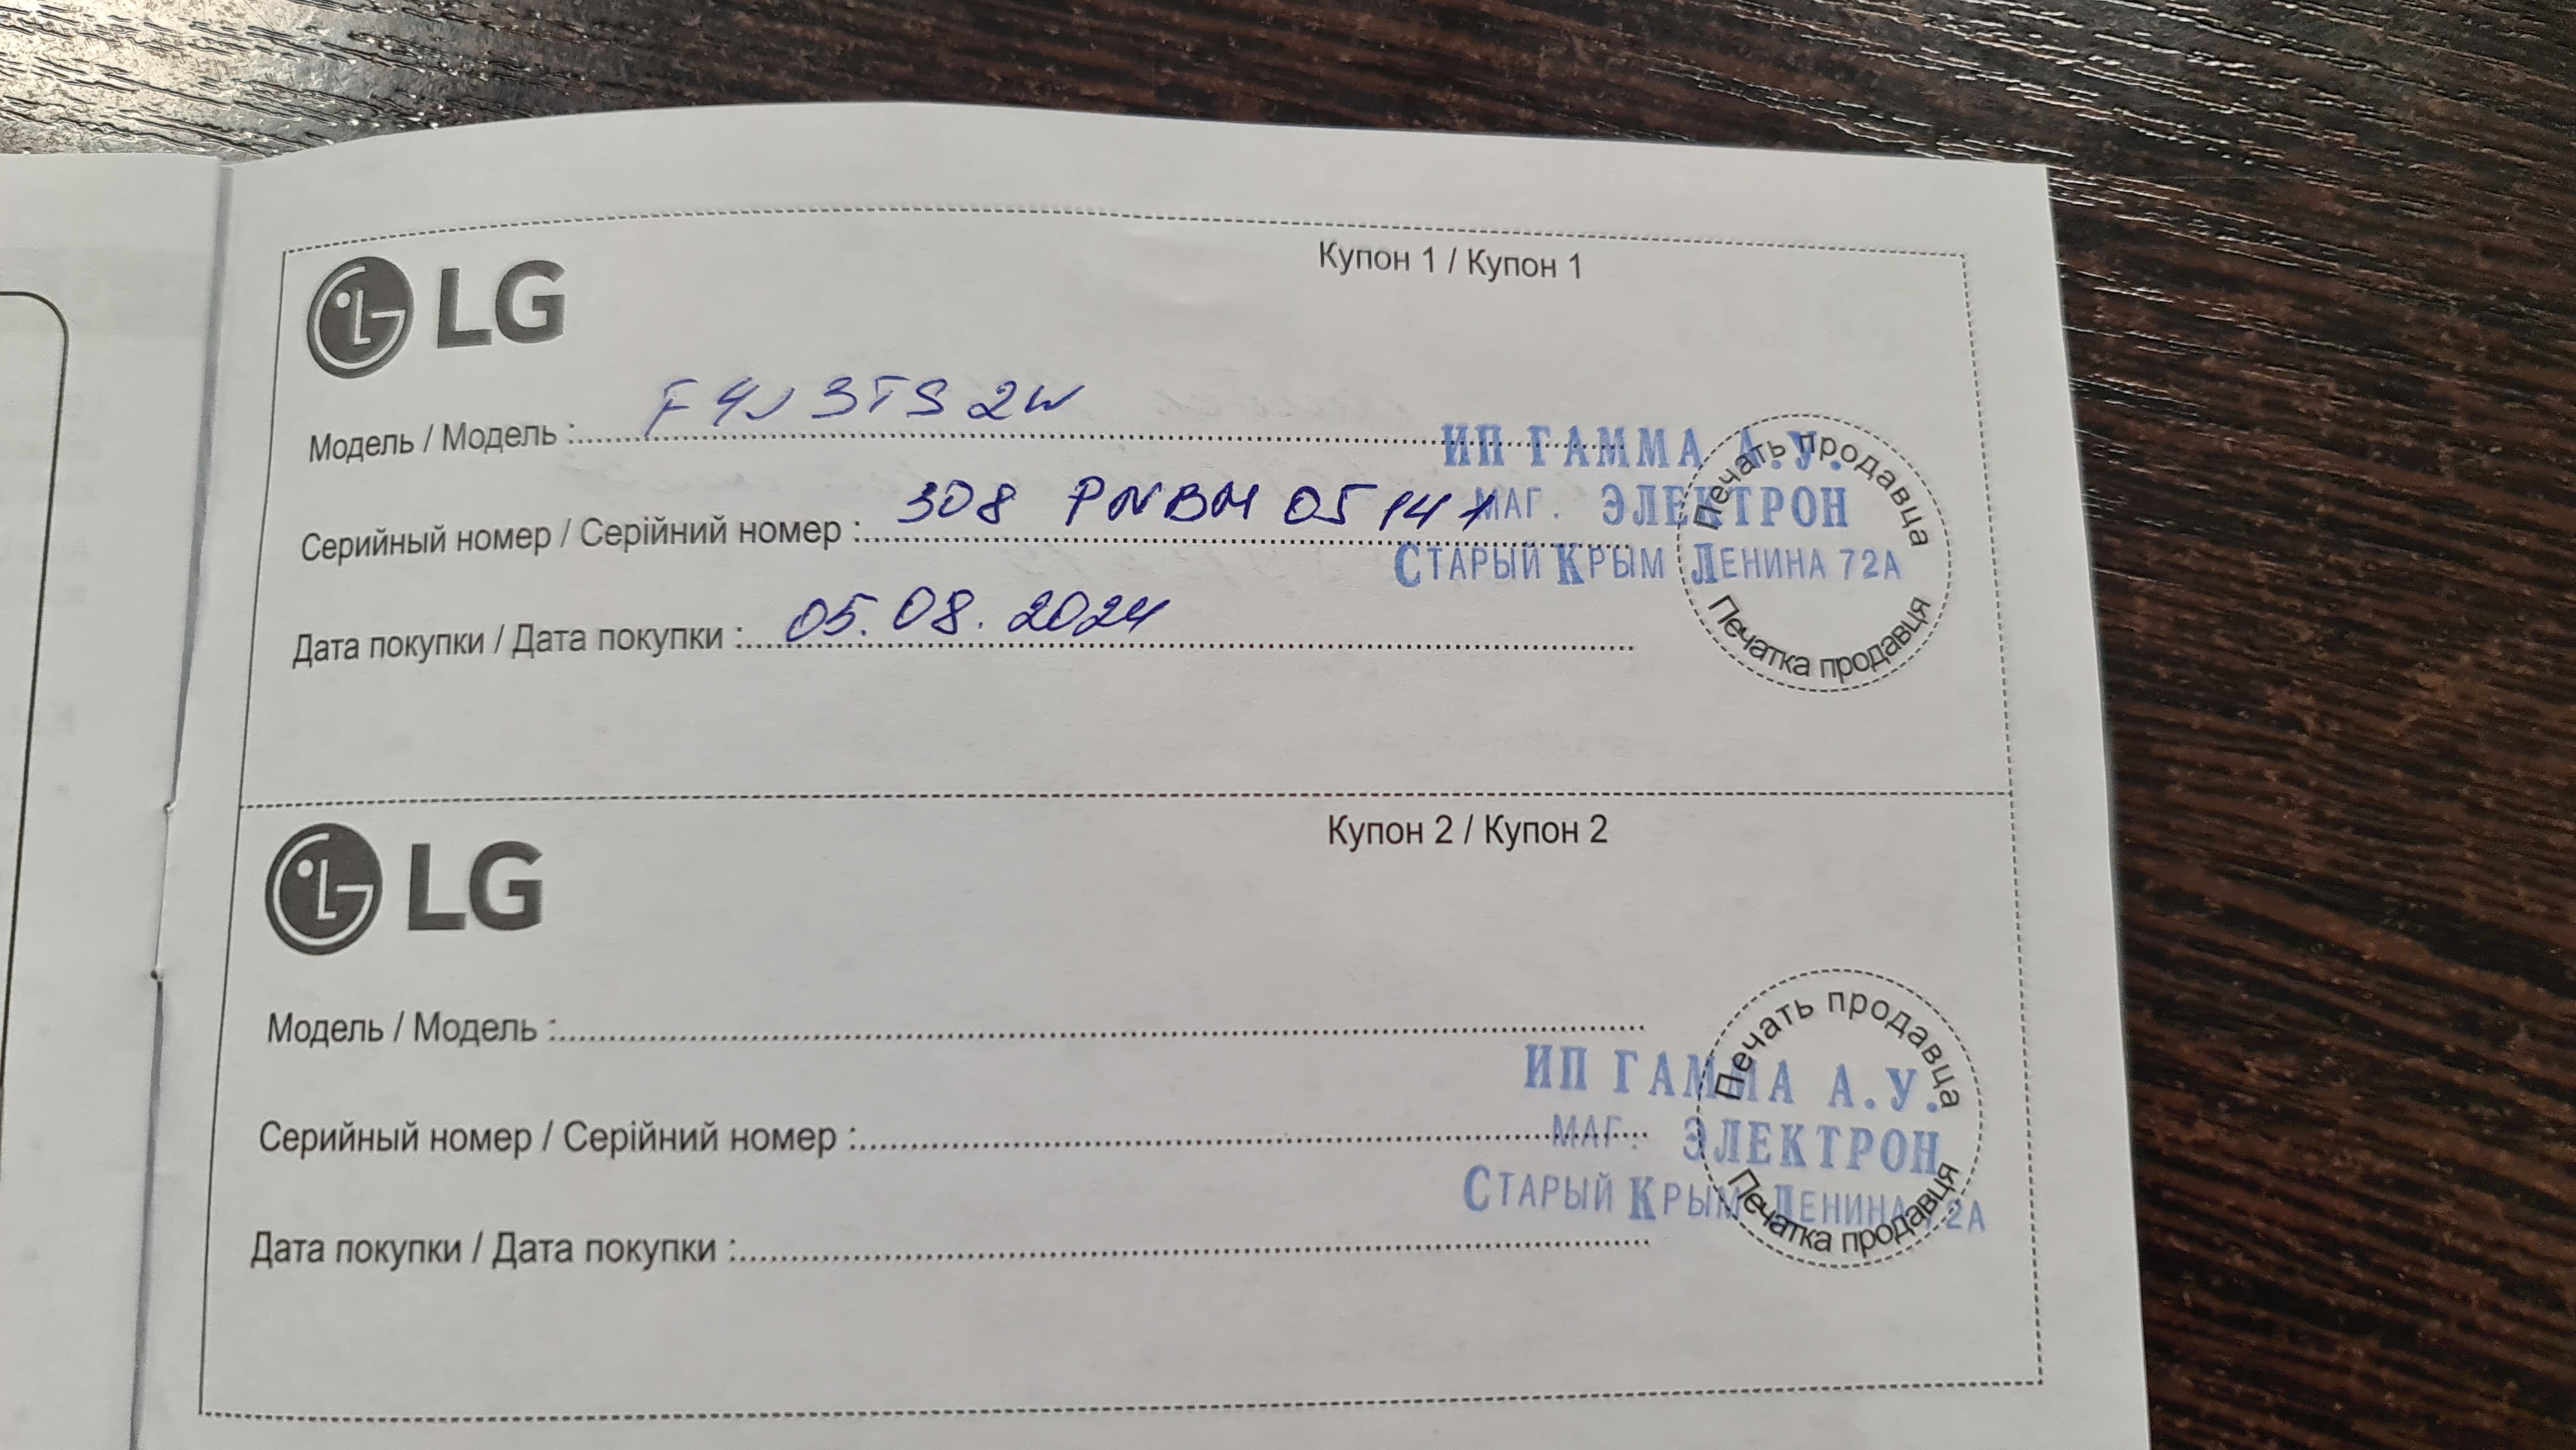 Купон 1 / Купон 1
LG
Модель / Модель : F4J3TS2W
ИП ГАММА А.У.
Серийный номер / Серійний номер : 308 PNBM 0514
МАГ. ЭЛЕКТРОН
СТАРЫЙ КРЫМ ЛЕНИНА 72А
Дата покупки / Дата покупки : 05.08.2024
Печать продавца
Печатка продавця
Купон 2 / Купон 2
LG
Модель / Модель :
ИП ГАММА А.У.
Серийный номер / Серійний номер :
МАГ. ЭЛЕКТРОН
СТАРЫЙ КРЫМ ЛЕНИНА 72А
Дата покупки / Дата покупки :
Печать продавца
Печатка продавця